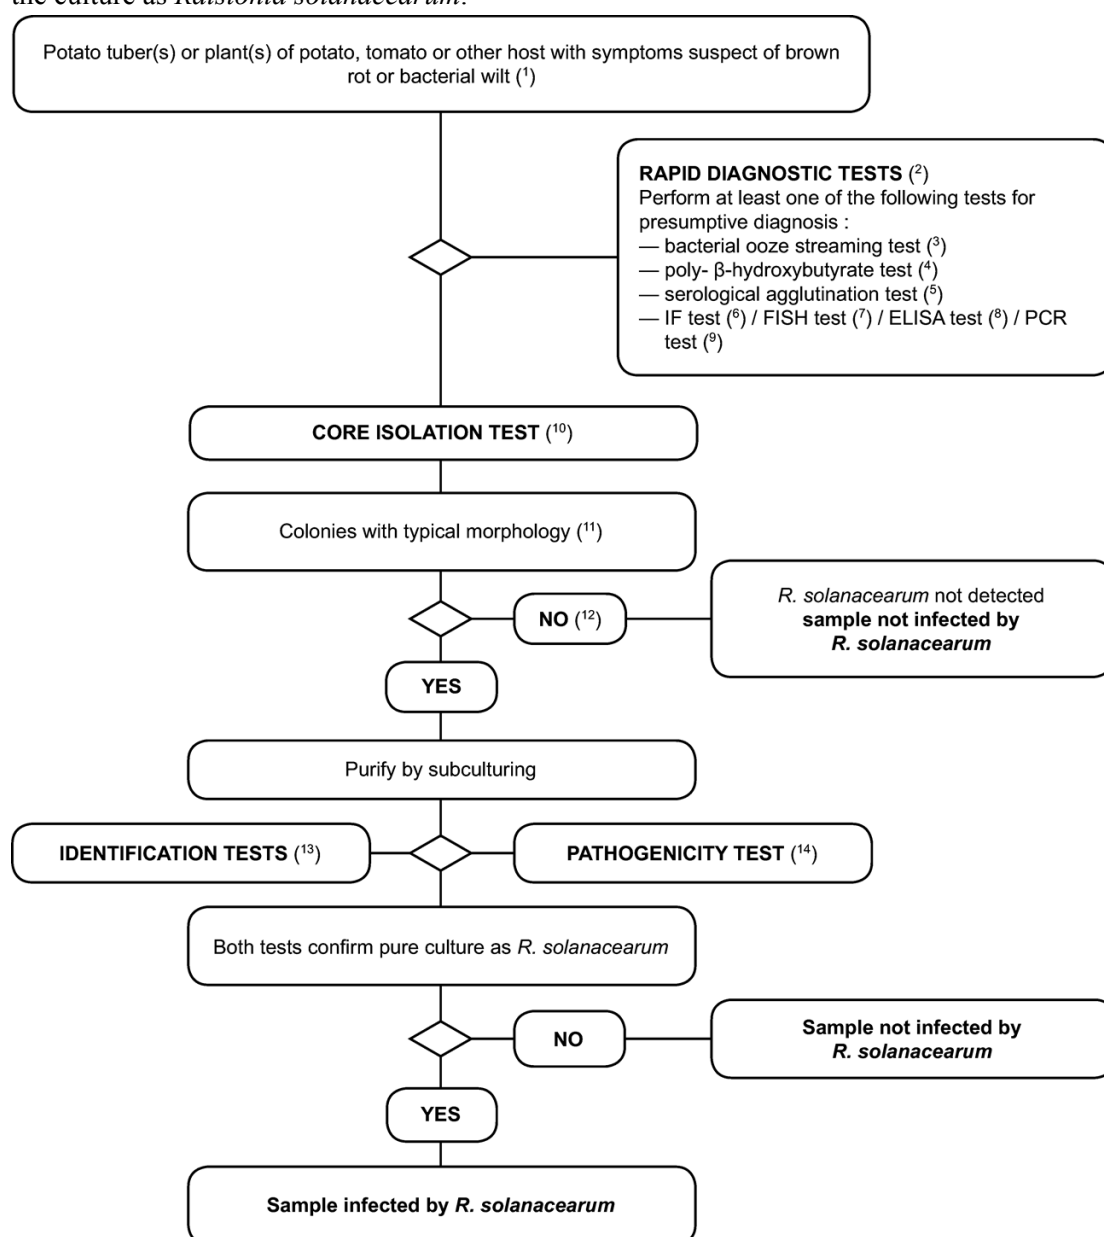 the culture as Ralstonia solanacearum.
Potato tuber(s) or plant(s) of potato, tomato or other host with symptoms suspect of brown
rot or bacterial wilt (¹)
RAPID DIAGNOSTIC TESTS (²)
Perform at least one of the following tests for
presumptive diagnosis :
— bacterial ooze streaming test (³)
— poly- β-hydroxybutyrate test (⁴)
— serological agglutination test (⁵)
— IF test (⁶) / FISH test (⁷) / ELISA test (⁸) / PCR
test (⁹)
CORE ISOLATION TEST (¹⁰)
Colonies with typical morphology (¹¹)
NO (¹²)
R. solanacearum not detected
sample not infected by
R. solanacearum
YES
Purify by subculturing
IDENTIFICATION TESTS (¹³)
PATHOGENICITY TEST (¹⁴)
Both tests confirm pure culture as R. solanacearum
NO
Sample not infected by
R. solanacearum
YES
Sample infected by R. solanacearum